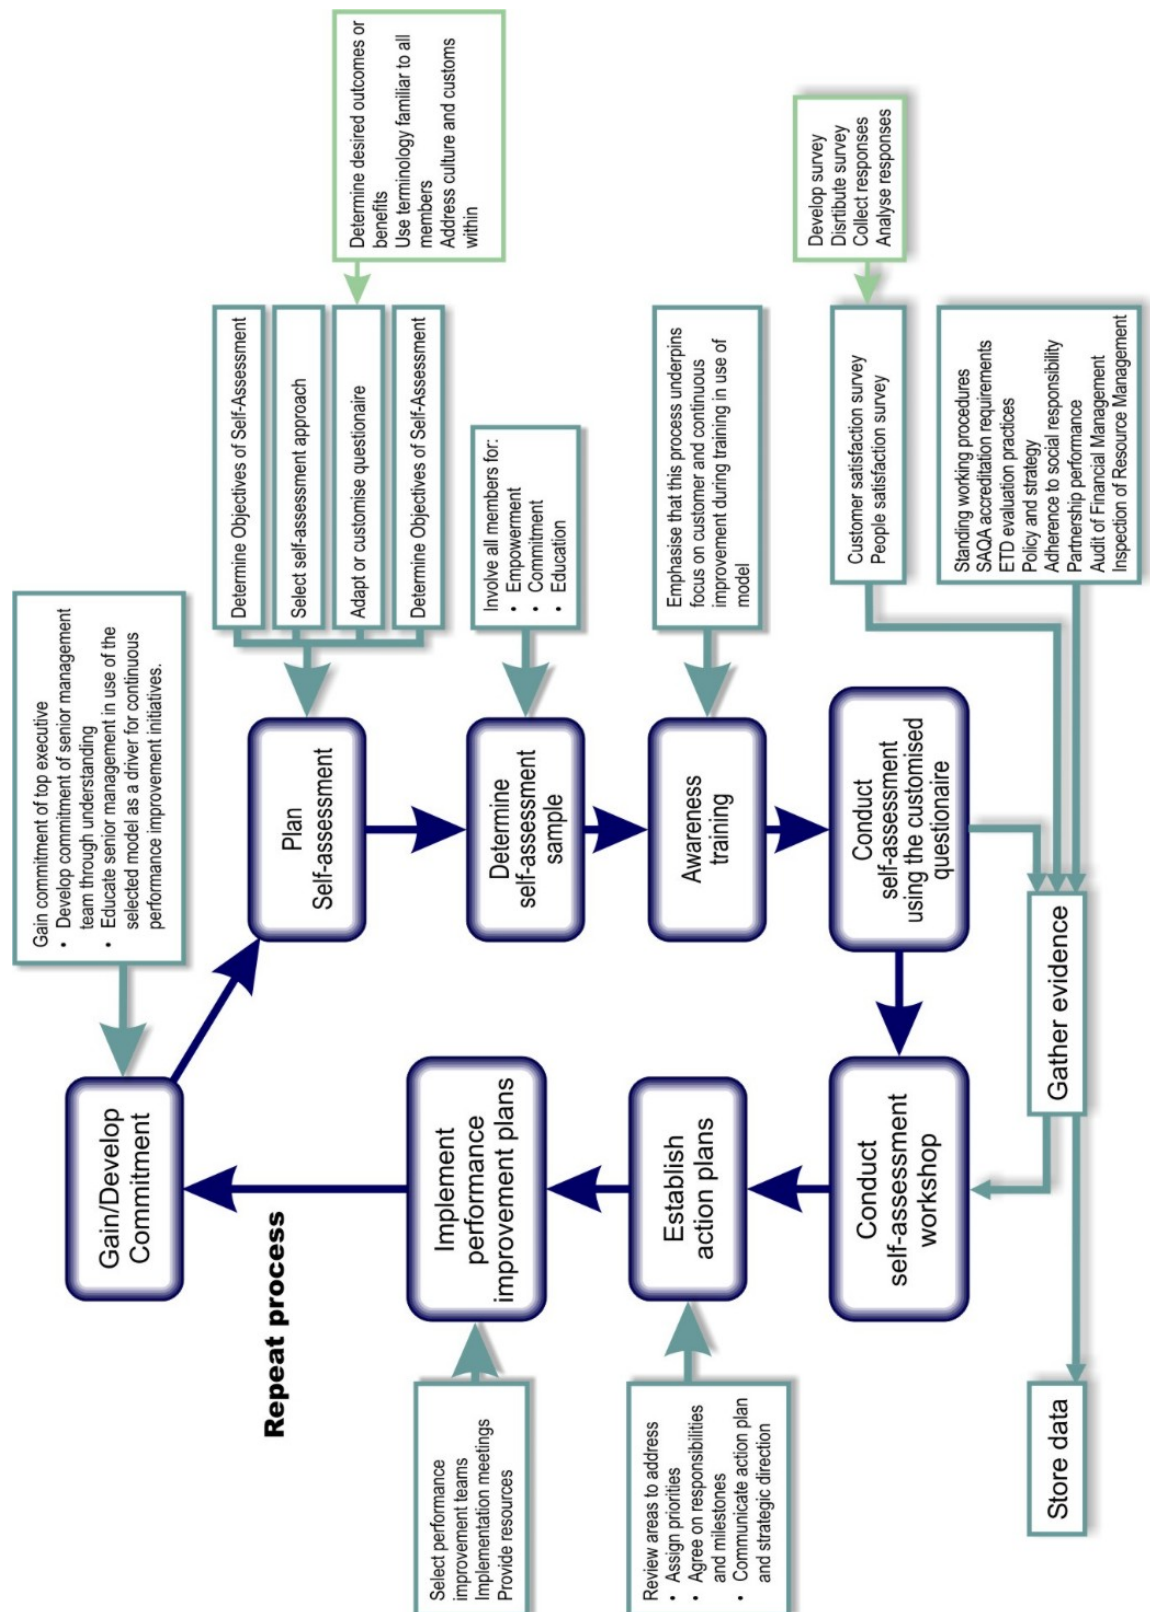 Gain commitment of top executive
• Develop commitment of senior management
team through understanding
• Educate senior management in use of the
selected model as a driver for continuous
performance improvement initiatives.
Gain/Develop
Commitment
Repeat process
Plan
Self-assessment
Determine Objectives of Self-Assessment
Select self-assessment approach
Adapt or customise questionaire
Determine Objectives of Self-Assessment
Determine desired outcomes or
benefits
Use terminology familiar to all
members
Address culture and customs
within
Determine
self-assessment
sample
Involve all members for:
• Empowerment
• Commitment
• Education
Awareness
training
Emphasise that this process underpins
focus on customer and continuous
improvement during training in use of
model
Conduct
self-assessment
using the customised
questionaire
Customer satisfaction survey
People satisfaction survey
Develop survey
Disrtibute survey
Collect responses
Analyse responses
Standing working procedures
SAQA accreditation requirements
ETD evaluation practices
Policy and strategy
Adherence to social responsibility
Partnership performance
Audit of Financial Management
Inspection of Resource Management
Gather evidence
Store data
Conduct
self-assessment
workshop
Establish
action plans
Review areas to address
• Assign priorities
• Agree on responsibilities
and milestones
• Communicate action plan
and strategic direction
Implement
performance
improvement plans
Select performance
improvement teams
Implementation meetings
Provide resources